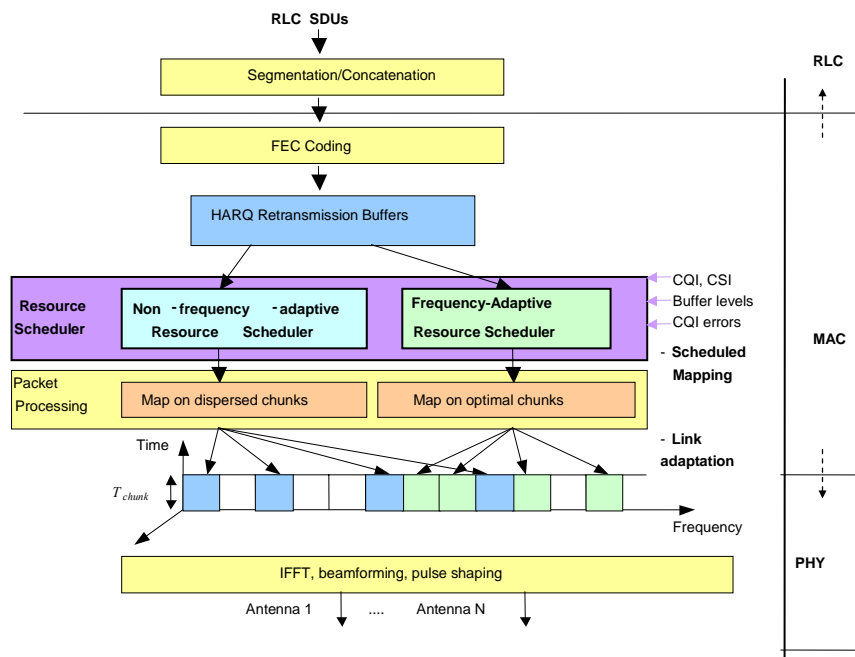 RLC SDUs
Segmentation/Concatenation
RLC
FEC Coding
HARQ Retransmission Buffers
CQI, CSI
Buffer levels
CQI errors
Resource
Scheduler
Non -frequency -adaptive
Resource Scheduler
Frequency-Adaptive
Resource Scheduler
MAC
- Scheduled
Mapping
Packet
Processing
Map on dispersed chunks
Map on optimal chunks
- Link
adaptation
Time
T chunk
Frequency
PHY
IFFT, beamforming, pulse shaping
Antenna 1 .... Antenna N